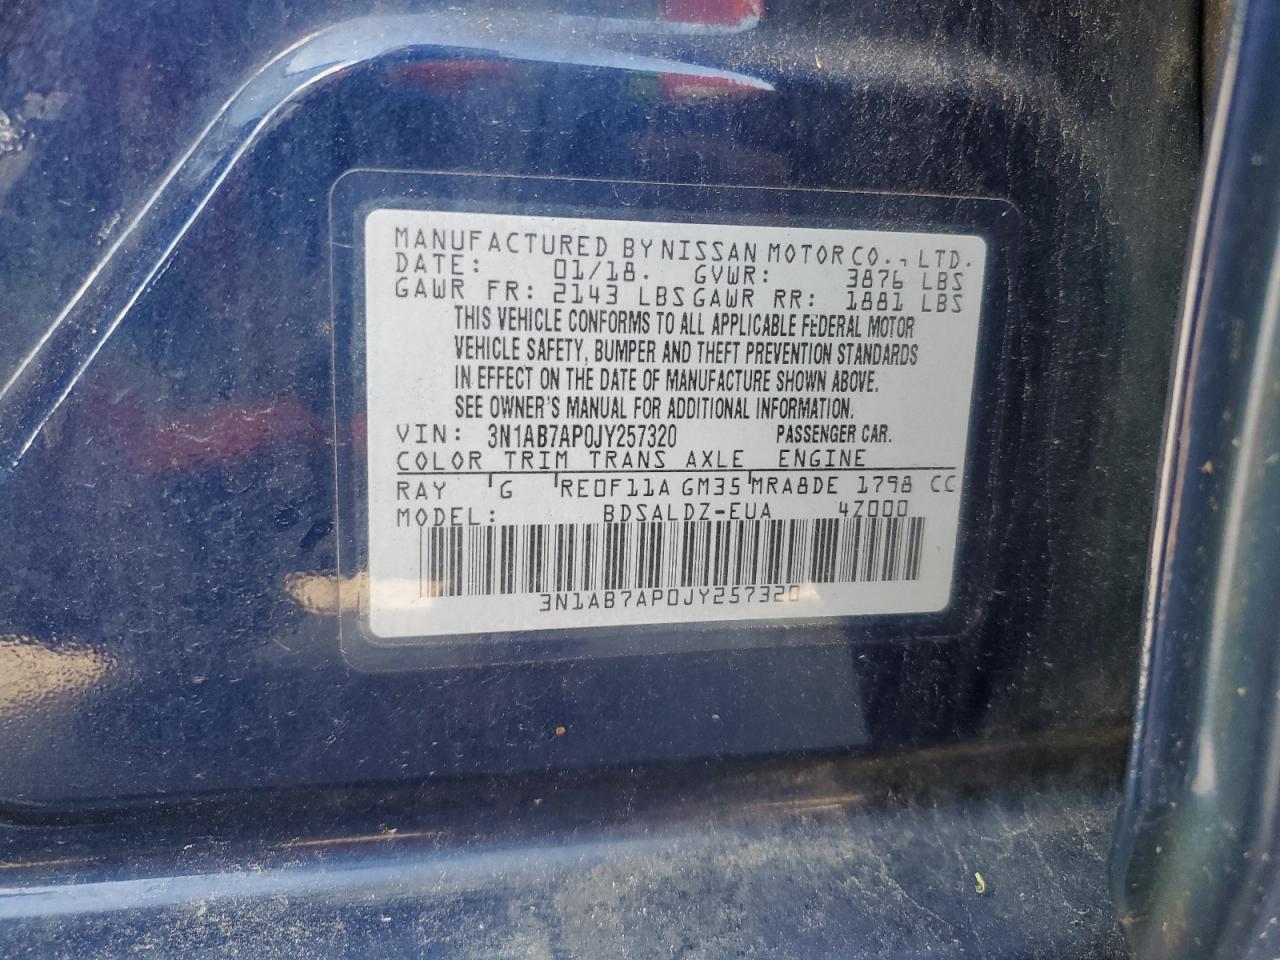 MANUFACTURED BY NISSAN MOTOR CO., LTD.
DATE: 01/18. GVWR: 3876 LBS
GAWR FR: 2143 LBS GAWR RR: 1881 LBS
THIS VEHICLE CONFORMS TO ALL APPLICABLE FEDERAL MOTOR
VEHICLE SAFETY, BUMPER AND THEFT PREVENTION STANDARDS
IN EFFECT ON THE DATE OF MANUFACTURE SHOWN ABOVE.
SEE OWNER'S MANUAL FOR ADDITIONAL INFORMATION.
VIN: 3N1AB7AP0JY257320 PASSENGER CAR.
COLOR TRIM TRANS AXLE ENGINE
RAY G RE0F11A GM35 MRA8DE 1798 CC
MODEL: BDSALDZ-EUA 4Z000
3N1AB7AP0JY257320